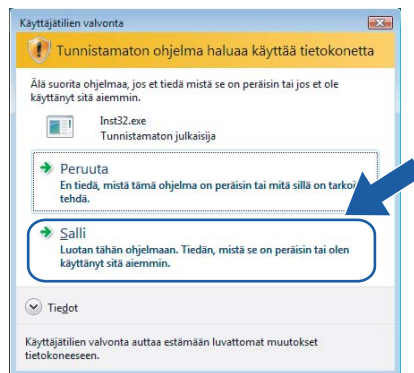 Käyttäjätilien valvonta
Tunnistamaton ohjelma haluaa käyttää tietokonetta
Älä suorita ohjelmaa, jos et tiedä mistä se on peräisin tai jos et ole
käyttänyt sitä aiemmin.
Inst32.exe
Tunnistamaton julkaisija
Peruuta
En tiedä, mistä tämä ohjelma on peräisin tai mitä sillä on
tehdä.
Salli
Luotan tähän ohjelmaan. Tiedän, mistä se on peräisin tai olen
käyttänyt sitä aiemmin.
Tiedot
Käyttäjätilien valvonta auttaa estämään luvattomat muutokset
tietokoneeseen.